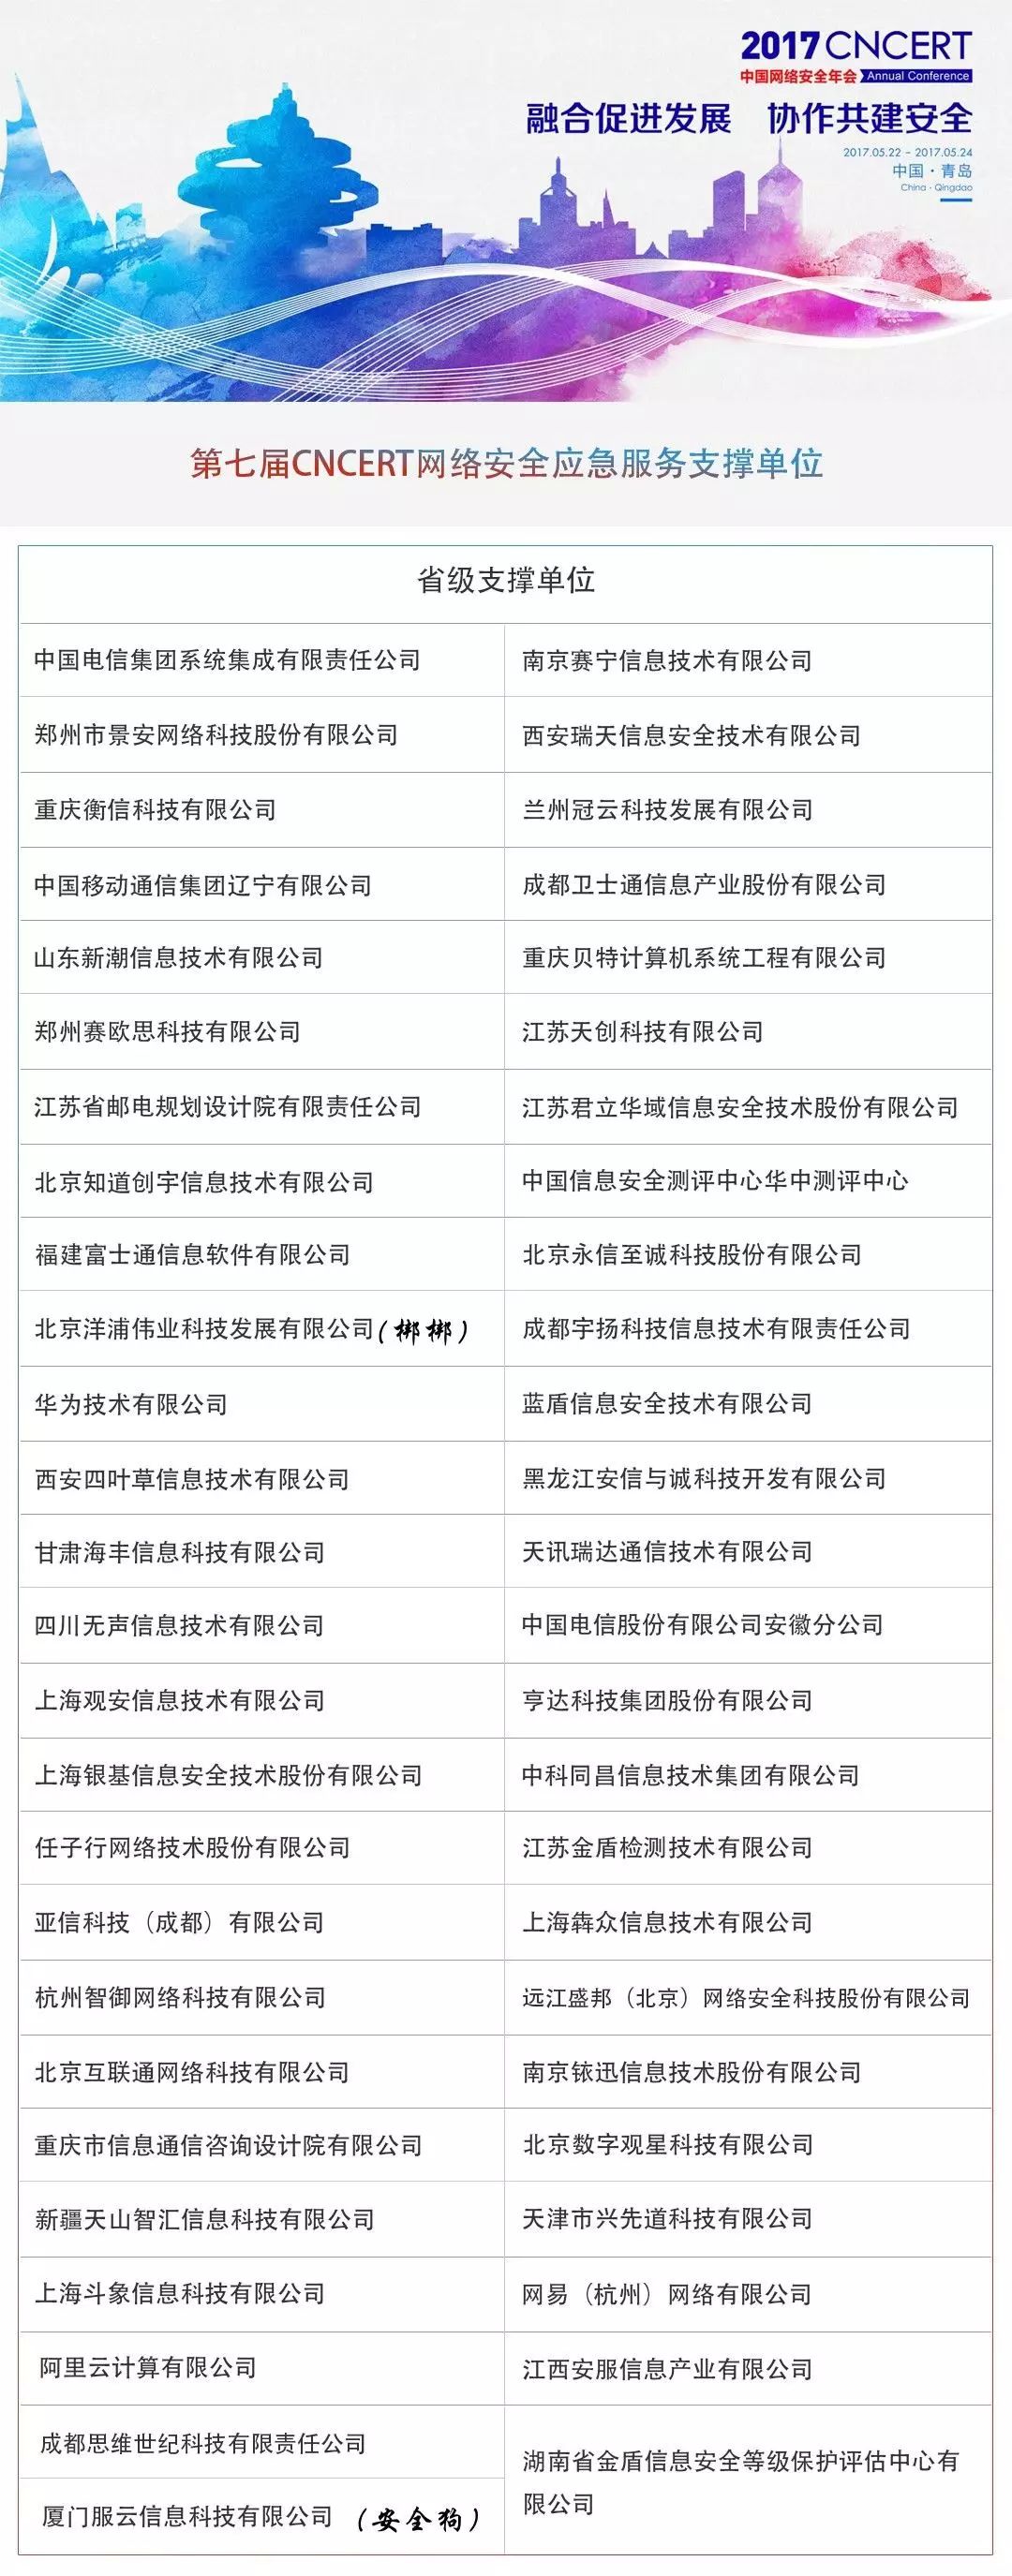 2017 CNCERT
中国网络安全年会 Annual Conference
融合促进发展 协作共建安全
2017.05.22 - 2017.05.24
中国·青岛
China · Qingdao
第七届CNCERT网络安全应急服务支撑单位
省级支撑单位
中国电信集团系统集成有限责任公司 南京赛宁信息技术有限公司
郑州市景安网络科技股份有限公司 西安瑞天信息安全技术有限公司
重庆衡信科技有限公司 兰州冠云科技发展有限公司
中国移动通信集团辽宁有限公司 成都卫士通信息产业股份有限公司
山东新潮信息技术有限公司 重庆贝特计算机系统工程有限公司
郑州赛欧思科技有限公司 江苏天创科技有限公司
江苏省邮电规划设计院有限责任公司 江苏君立华域信息安全技术股份有限公司
北京知道创宇信息技术有限公司 中国信息安全测评中心华中测评中心
福建富士通信息软件有限公司 北京永信至诚科技股份有限公司
北京洋浦伟业科技发展有限公司(梆梆) 成都宇扬科技信息技术有限责任公司
华为技术有限公司 蓝盾信息安全技术有限公司
西安四叶草信息技术有限公司 黑龙江安信与诚科技开发有限公司
甘肃海丰信息科技有限公司 天讯瑞达通信技术有限公司
四川无声信息技术有限公司 中国电信股份有限公司安徽分公司
上海观安信息技术有限公司 亨达科技集团股份有限公司
上海银基信息安全技术股份有限公司 中科同昌信息技术集团有限公司
任子行网络技术股份有限公司 江苏金盾检测技术有限公司
亚信科技（成都）有限公司 上海犇众信息技术有限公司
杭州智御网络科技有限公司 远江盛邦（北京）网络安全科技股份有限公司
北京互联通网络科技有限公司 南京铱迅信息技术股份有限公司
重庆市信息通信咨询设计院有限公司 北京数字观星科技有限公司
新疆天山智汇信息科技有限公司 天津市兴先道科技有限公司
上海斗象信息科技有限公司 网易（杭州）网络有限公司
阿里云计算有限公司 江西安服信息产业有限公司
成都思维世纪科技有限责任公司
厦门服云信息科技有限公司（安全狗）
湖南省金盾信息安全等级保护评估中心有
限公司